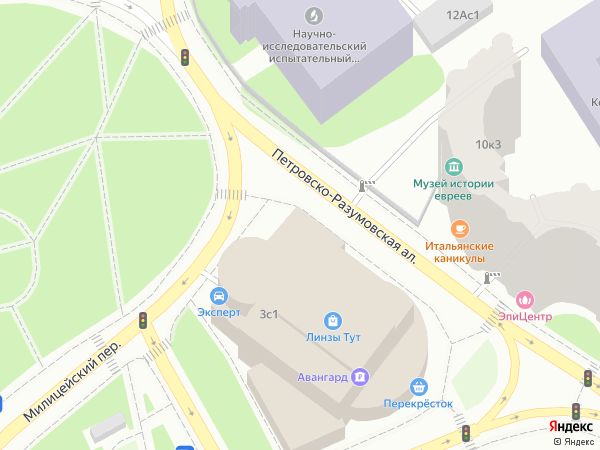 12Ас1
Научно-
исследовательский
испытательный...
10к3
Музей истории
евреев
Петровско-Разумовская ал.
Итальянские
каникулы
ЭпиЦентр
Эксперт
3с1
Линзы Тут
Милицейский пер.
Авангард
Перекрёсток
Яндекс
© Яндекс